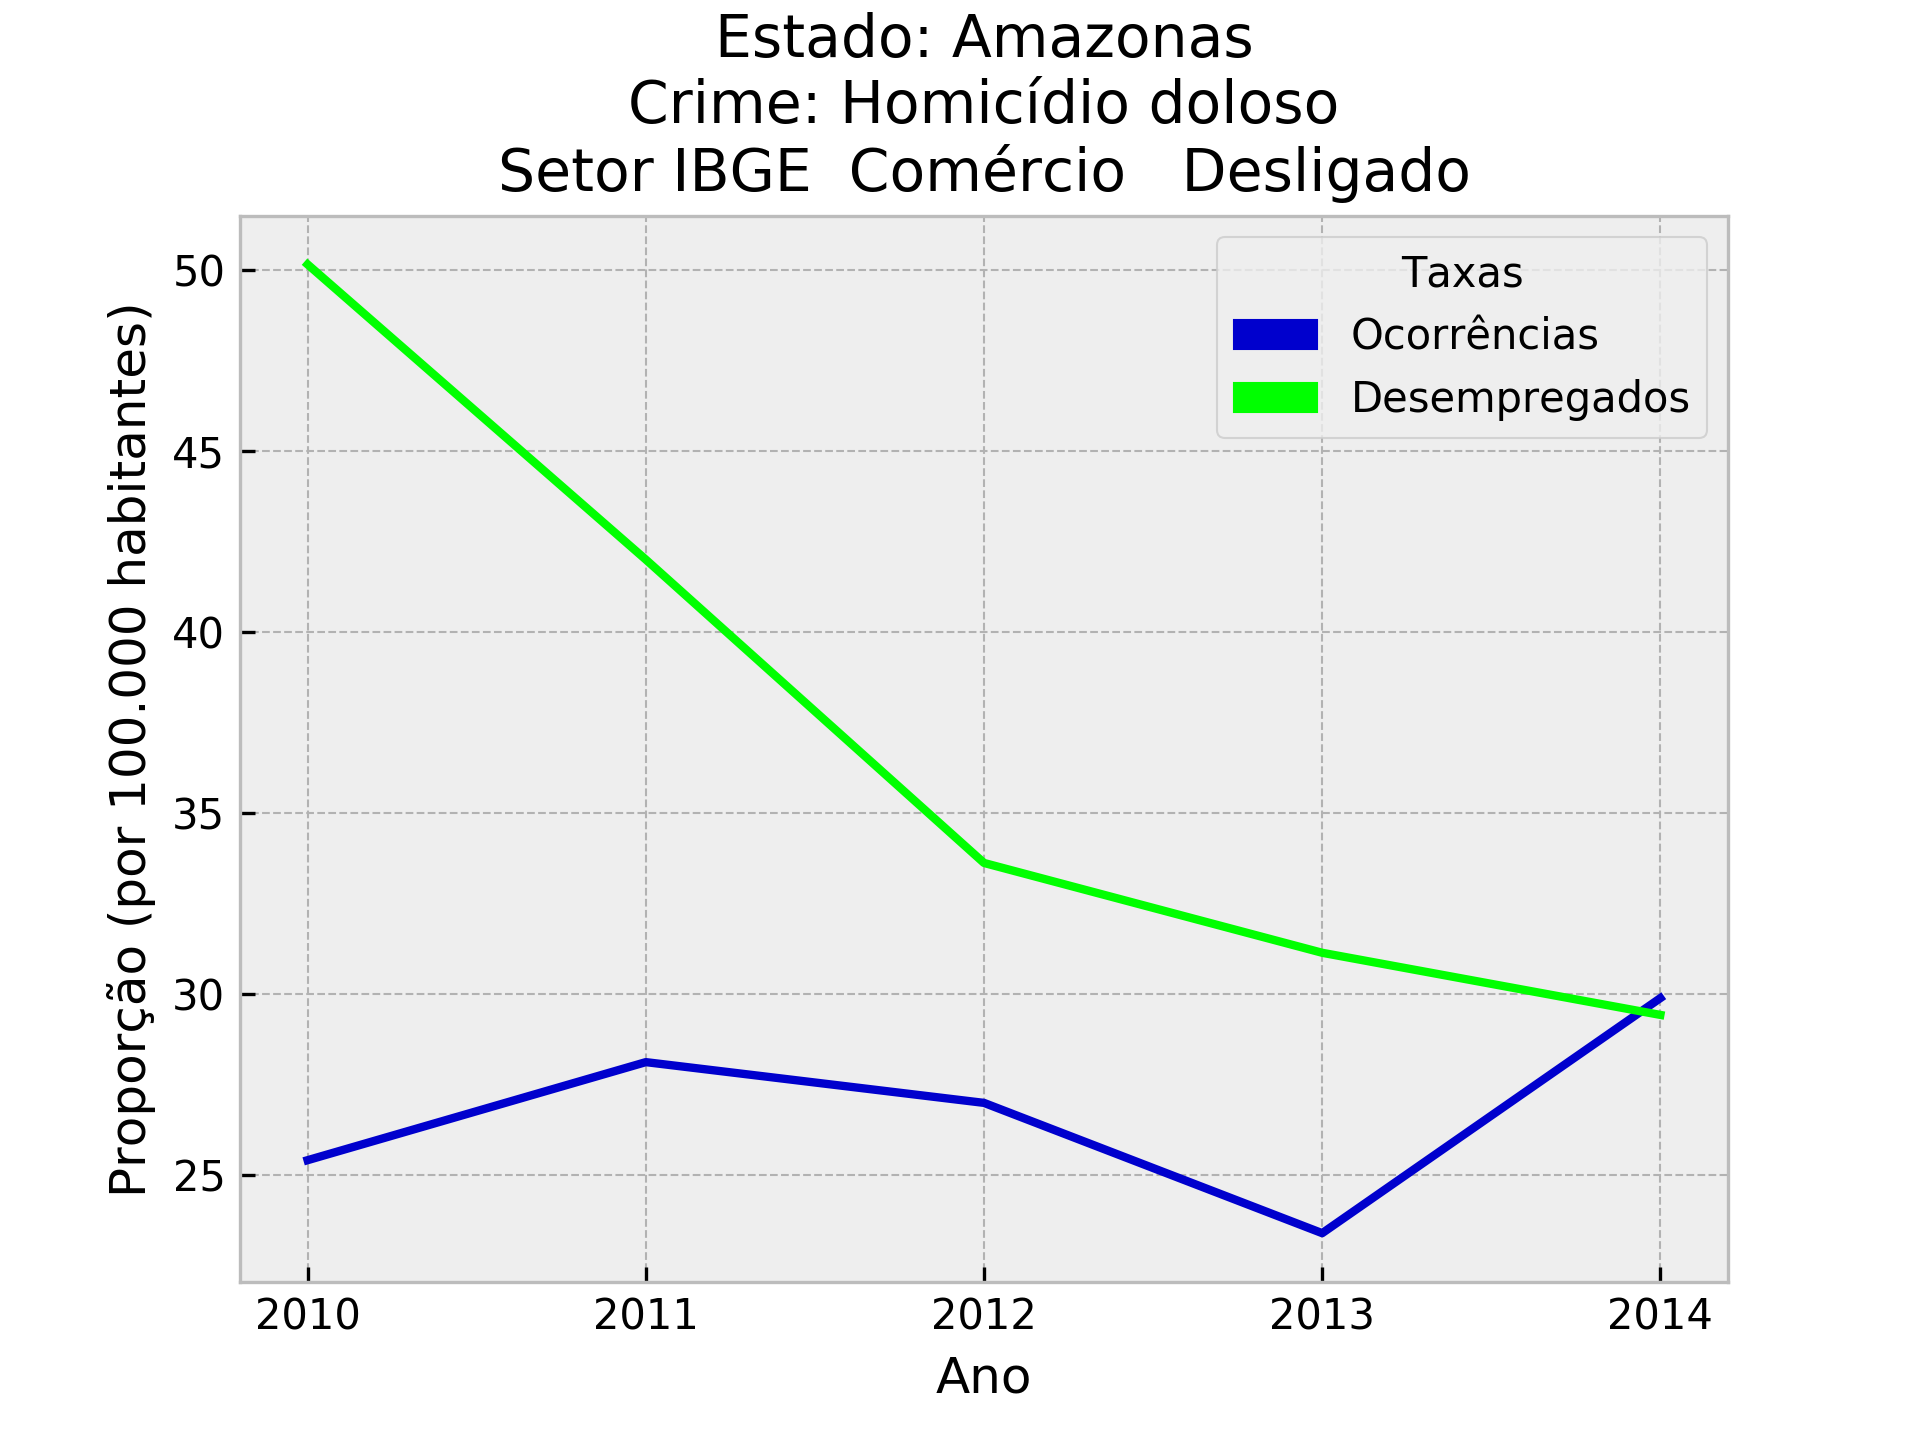 Estado: Amazonas
Crime: Homicídio doloso
Setor IBGE  Comércio   Desligado
Taxas
Ocorrências
Desempregados
Proporção (por 100.000 habitantes)
50
45
40
35
30
25
2010 2011 2012 2013 2014
Ano